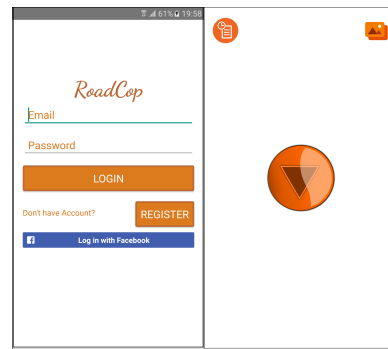 61% 19:58
RoadCop
Email
Password
LOGIN
Don't have Account?
REGISTER
Log in with Facebook